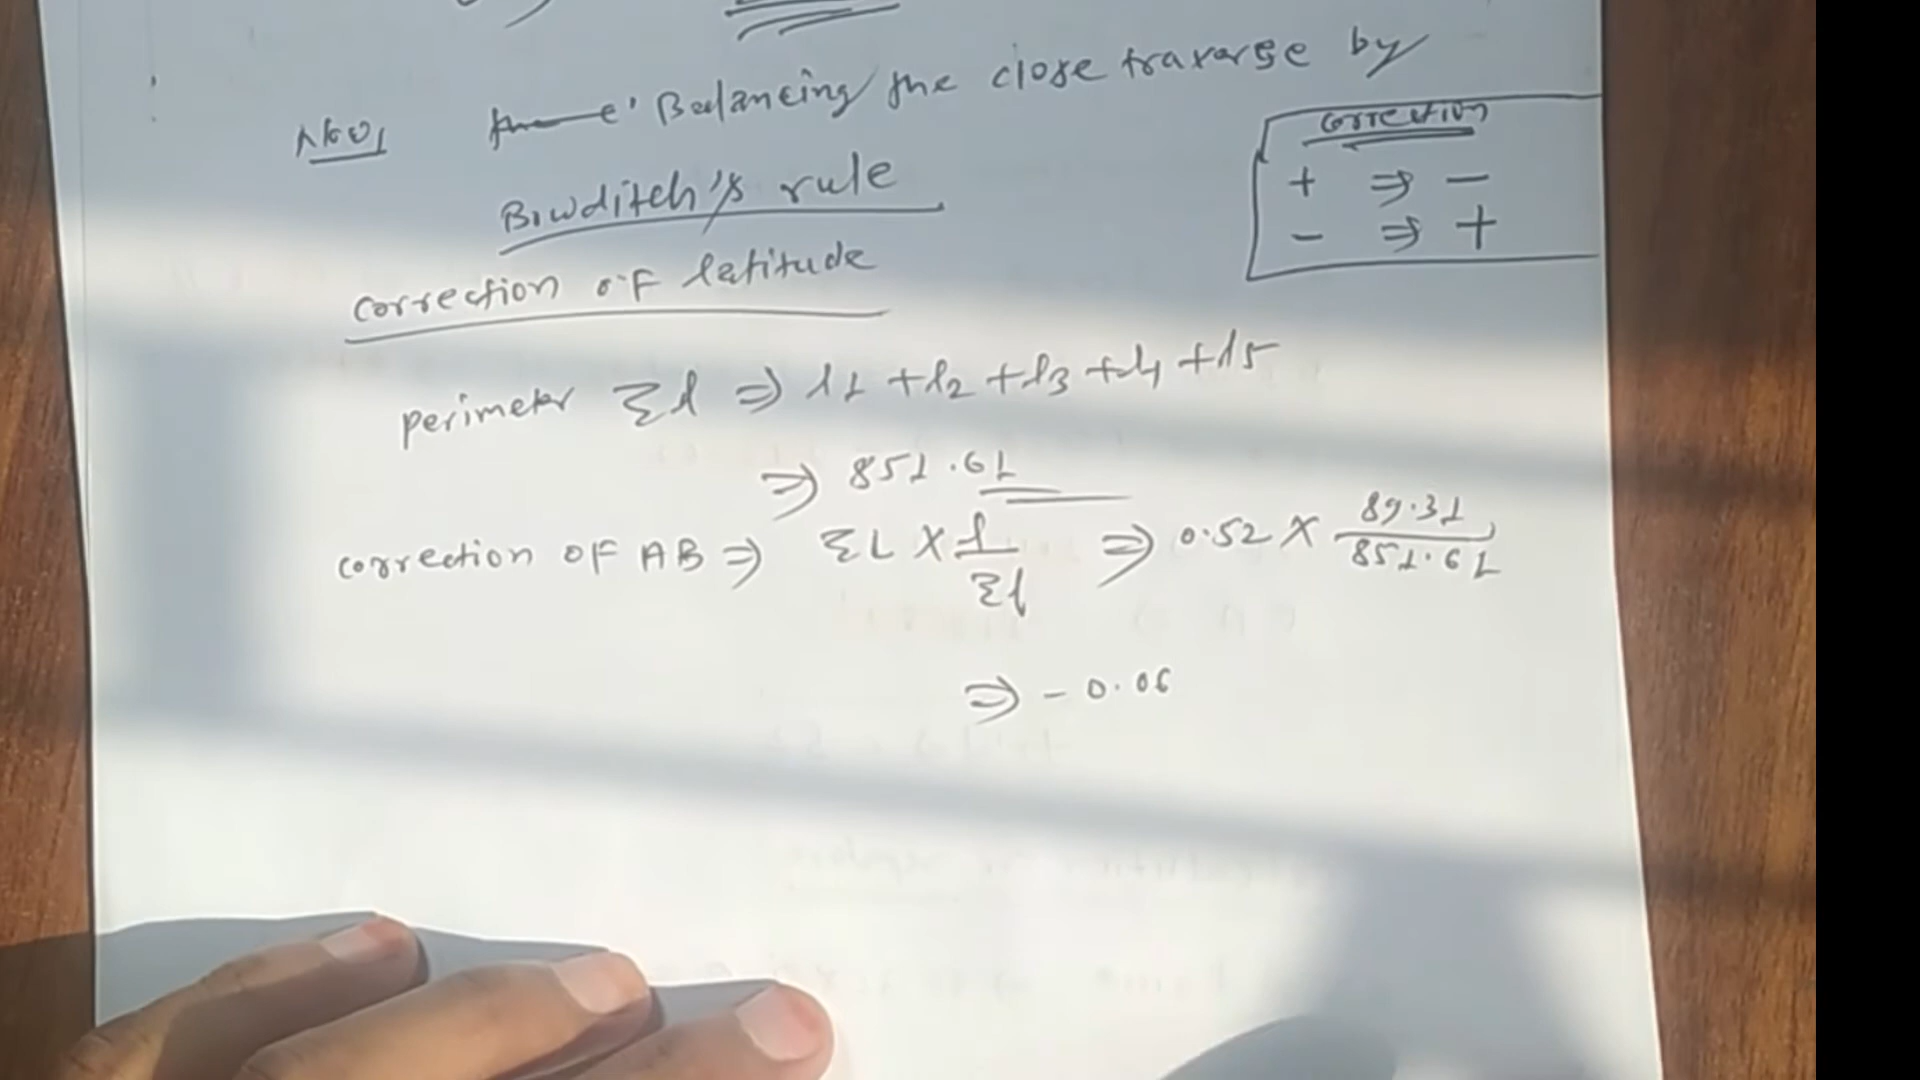 Balancing the close traverse by
Bowditch's rule
correction
+ ⇒ -
- ⇒ +
correction of latitude
perimeter Σl ⇒ l1 + l2 + l3 + l4 + l5
⇒ 851.61
correction of AB ⇒ ΣL X l/Σl ⇒ 0.52 X 89.31/851.61
⇒ - 0.06